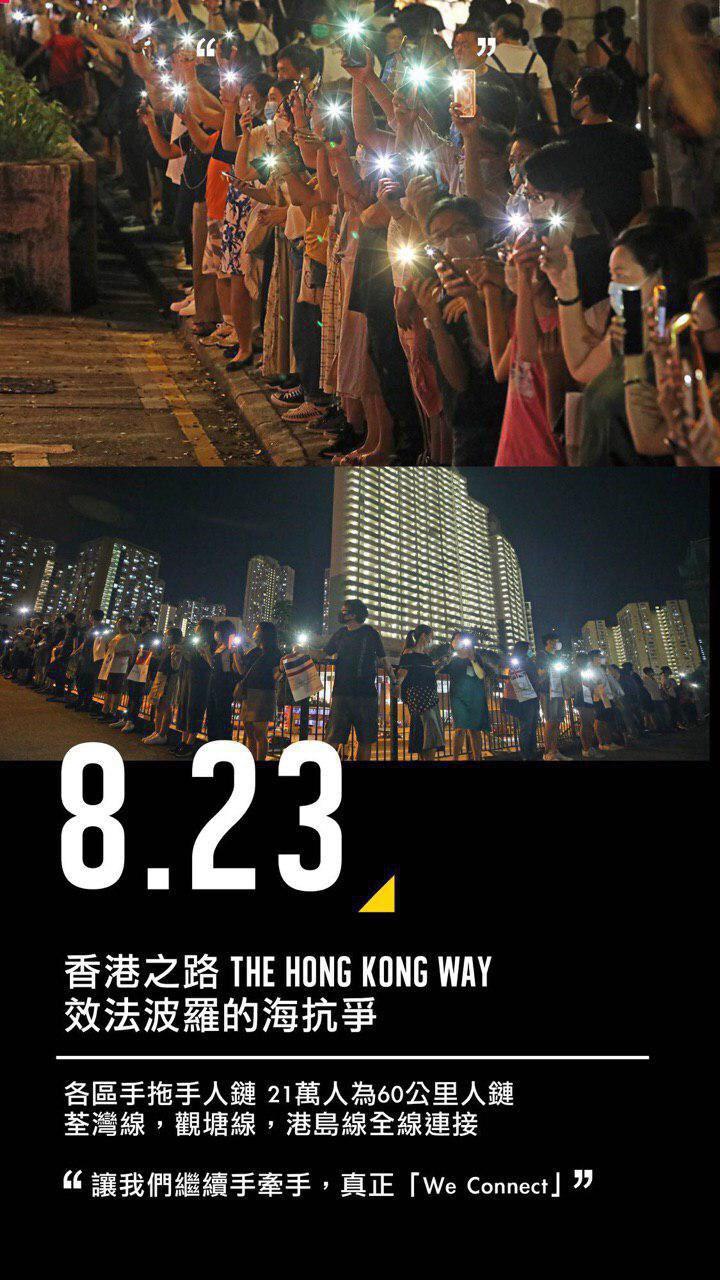 “ ”
8.23
香港之路 THE HONG KONG WAY
效法波羅的海抗爭
各區手拖手人鏈 21萬人為60公里人鏈
荃灣線，觀塘線，港島線全線連接
“ 讓我們繼續手牽手，真正「We Connect」”